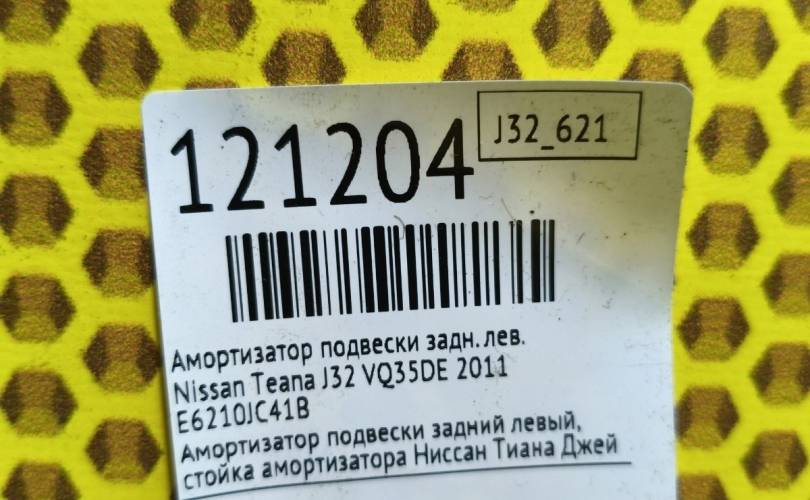 121204
J32_621
Амортизатор подвески задн. лев.
Nissan Teana J32 VQ35DE 2011
E6210JC41B
Амортизатор подвески задний левый,
стойка амортизатора Ниссан Тиана Джей